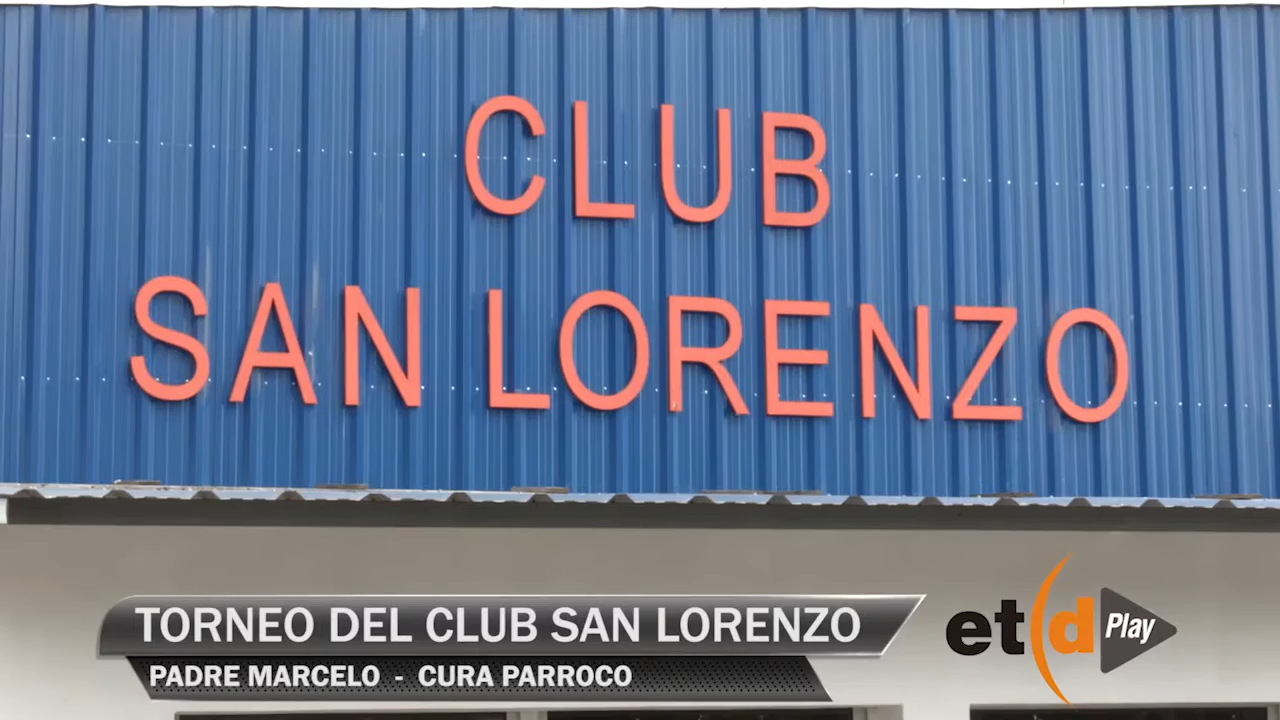 CLUB
SAN LORENZO
TORNEO DEL CLUB SAN LORENZO
PADRE MARCELO - CURA PARROCO
etd Play